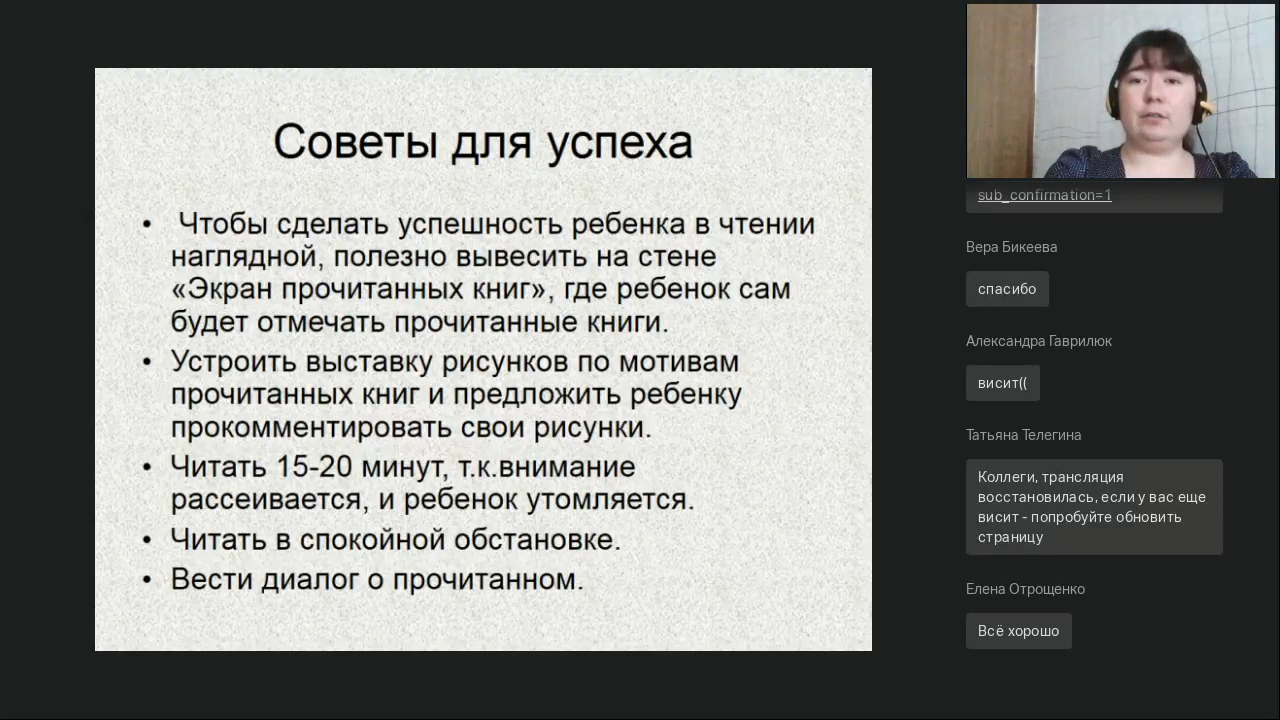 Советы для успеха
• Чтобы сделать успешность ребенка в чтении
наглядной, полезно вывесить на стене
«Экран прочитанных книг», где ребенок сам
будет отмечать прочитанные книги.
• Устроить выставку рисунков по мотивам
прочитанных книг и предложить ребенку
прокомментировать свои рисунки.
• Читать 15-20 минут, т.к.внимание
рассеивается, и ребенок утомляется.
• Читать в спокойной обстановке.
• Вести диалог о прочитанном.
sub_confirmation=1
Вера Бикеева
спасибо
Александра Гаврилюк
висит((
Татьяна Телегина
Коллеги, трансляция
восстановилась, если у вас еще
висит - попробуйте обновить
страницу
Елена Отрощенко
Всё хорошо